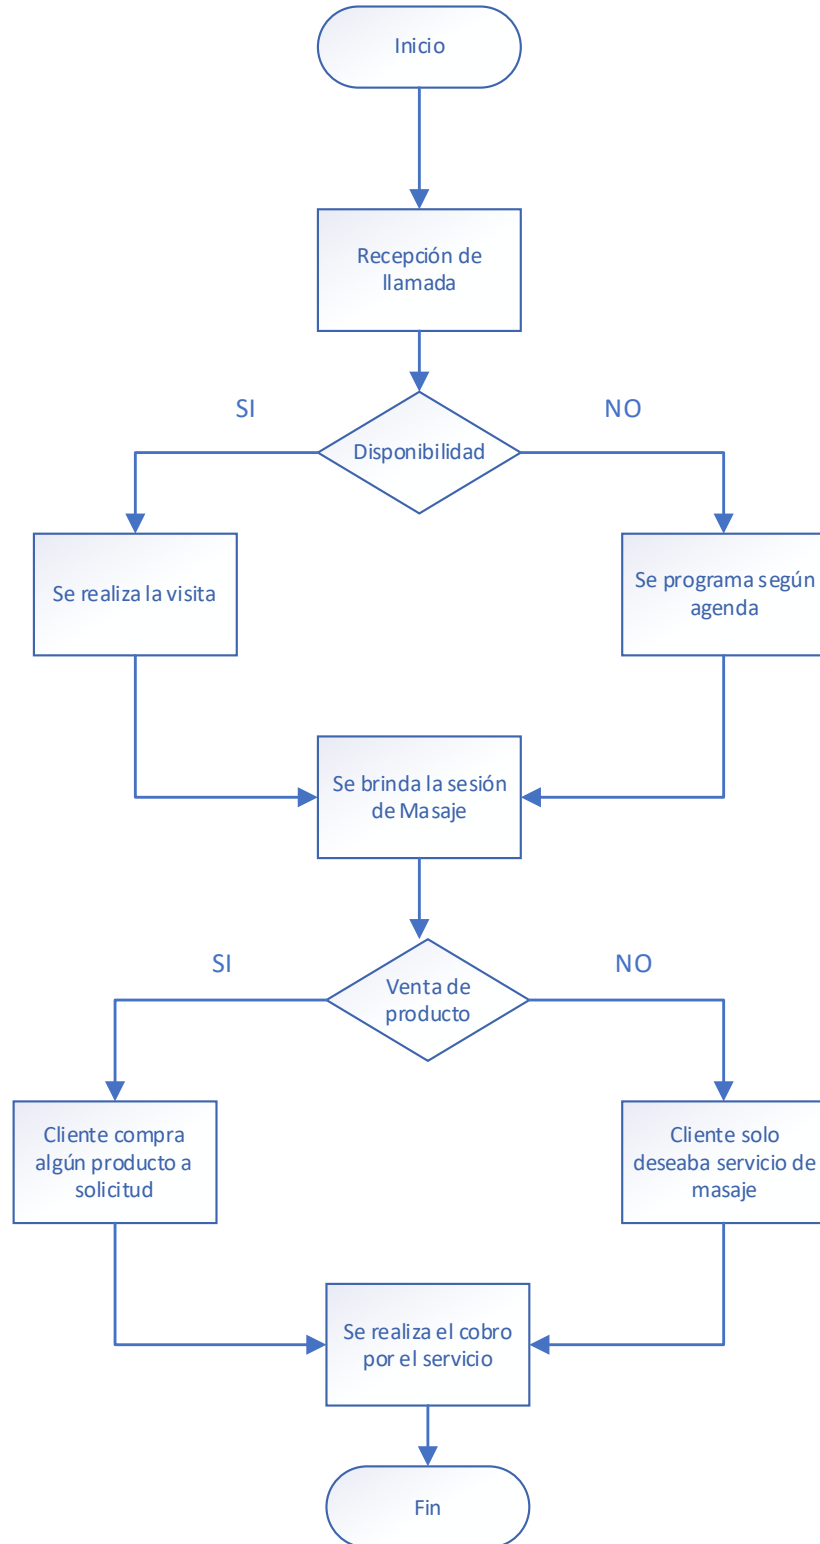 Inicio
Recepción de
llamada
SI
NO
Disponibilidad
Se realiza la visita
Se programa según
agenda
Se brinda la sesión
de Masaje
SI
NO
Venta de
producto
Cliente compra
algún producto a
solicitud
Cliente solo
deseaba servicio de
masaje
Se realiza el cobro
por el servicio
Fin